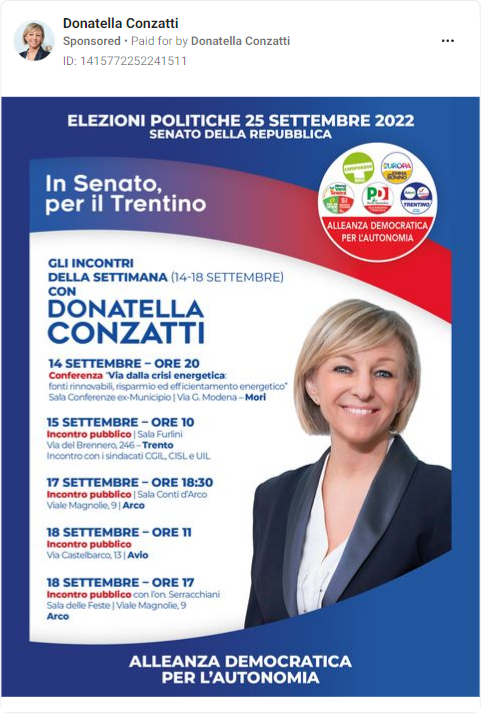 Donatella Conzatti
Sponsored • Paid for by Donatella Conzatti
ID: 1415772252241511
ELEZIONI POLITICHE 25 SETTEMBRE 2022
SENATO DELLA REPUBBLICA
In Senato,
per il Trentino
campobase
+EUROPA
EMMA BONINO
PD
TRENTINO
ALLEANZA DEMOCRATICA
PER L'AUTONOMIA
GLI INCONTRI
DELLA SETTIMANA (14-18 SETTEMBRE)
CON
DONATELLA
CONZATTI
14 SETTEMBRE – ORE 20
Conferenza "Via dalla crisi energetica:
fonti rinnovabili, risparmio ed efficientamento energetico"
Sala Conferenze ex-Municipio | Via G. Modena – Mori
15 SETTEMBRE – ORE 10
Incontro pubblico | Sala Furlini
Via del Brennero, 246 – Trento
Incontro con i sindacati CGIL, CISL e UIL
17 SETTEMBRE – ORE 18:30
Incontro pubblico | Sala Conti d'Arco
Viale Magnolie, 9 | Arco
18 SETTEMBRE – ORE 11
Incontro pubblico
Via Castelbarco, 13 | Avio
18 SETTEMBRE – ORE 17
Incontro pubblico con l'on. Serracchiani
Sala delle Feste | Viale Magnolie, 9
Arco
ALLEANZA DEMOCRATICA
PER L'AUTONOMIA